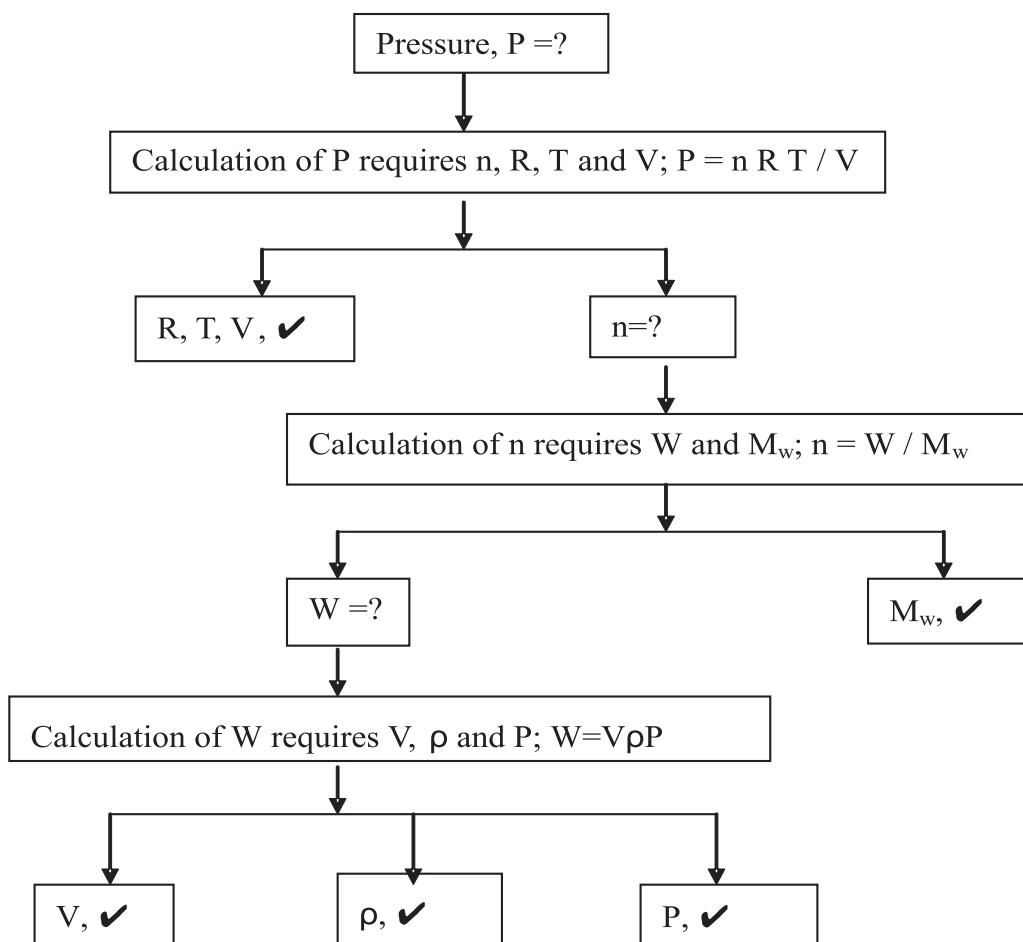 Pressure, P =?
Calculation of P requires n, R, T and V; P = n R T / V
R, T, V, ✔
n=?
Calculation of n requires W and Mw; n = W / Mw
W =?
Mw, ✔
Calculation of W requires V, ρ and P; W=VρP
V, ✔
ρ, ✔
P, ✔